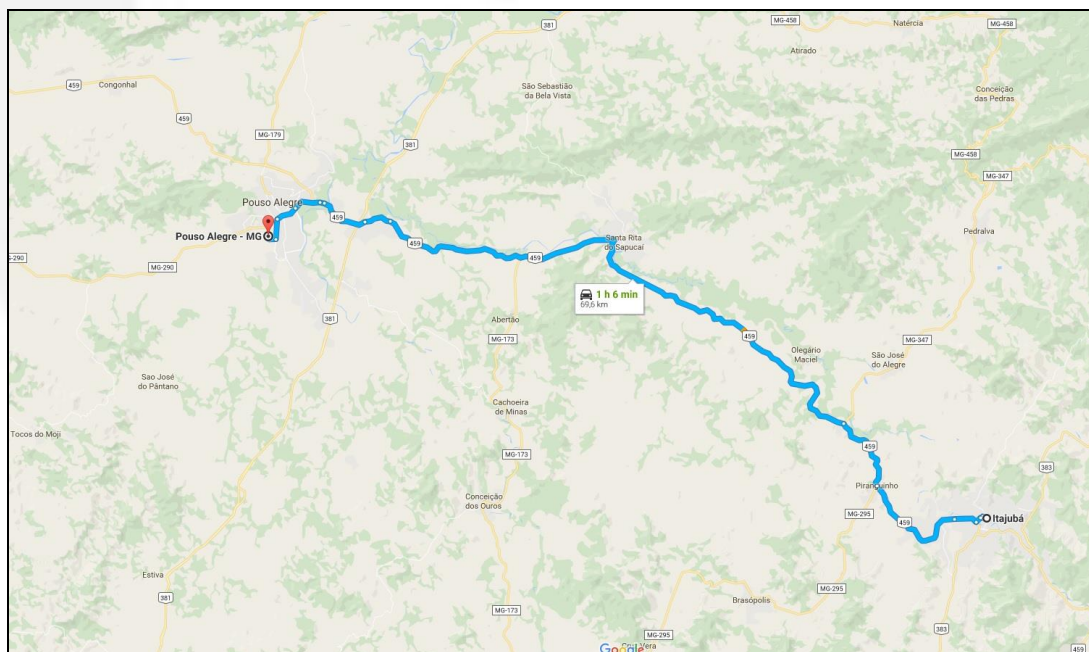 MG-458
Natércia
381
Atirado
459
Congonhal
São Sebastião
da Bela Vista
Conceição
das Pedras
459
MG-179
381
MG-458
MG-458
MG-347
Pouso Alegre
459
Pouso Alegre - MG
Santa Rita
do Sapucaí
Pedralva
459
459
MG-290
MG-290
1 h 6 min
69,6 km
381
Abertão
MG-173
459
MG-347
Olegário
Maciel
São José
do Alegre
Sao José
do Pântano
Cachoeira
de Minas
Tocos do Moji
459
MG-173
383
Piranguinho
Conceição
dos Ouros
MG-295
459
Itajubá
Estiva
MG-295
381
Brasópolis
MG-173
383
MG-295
Google
459